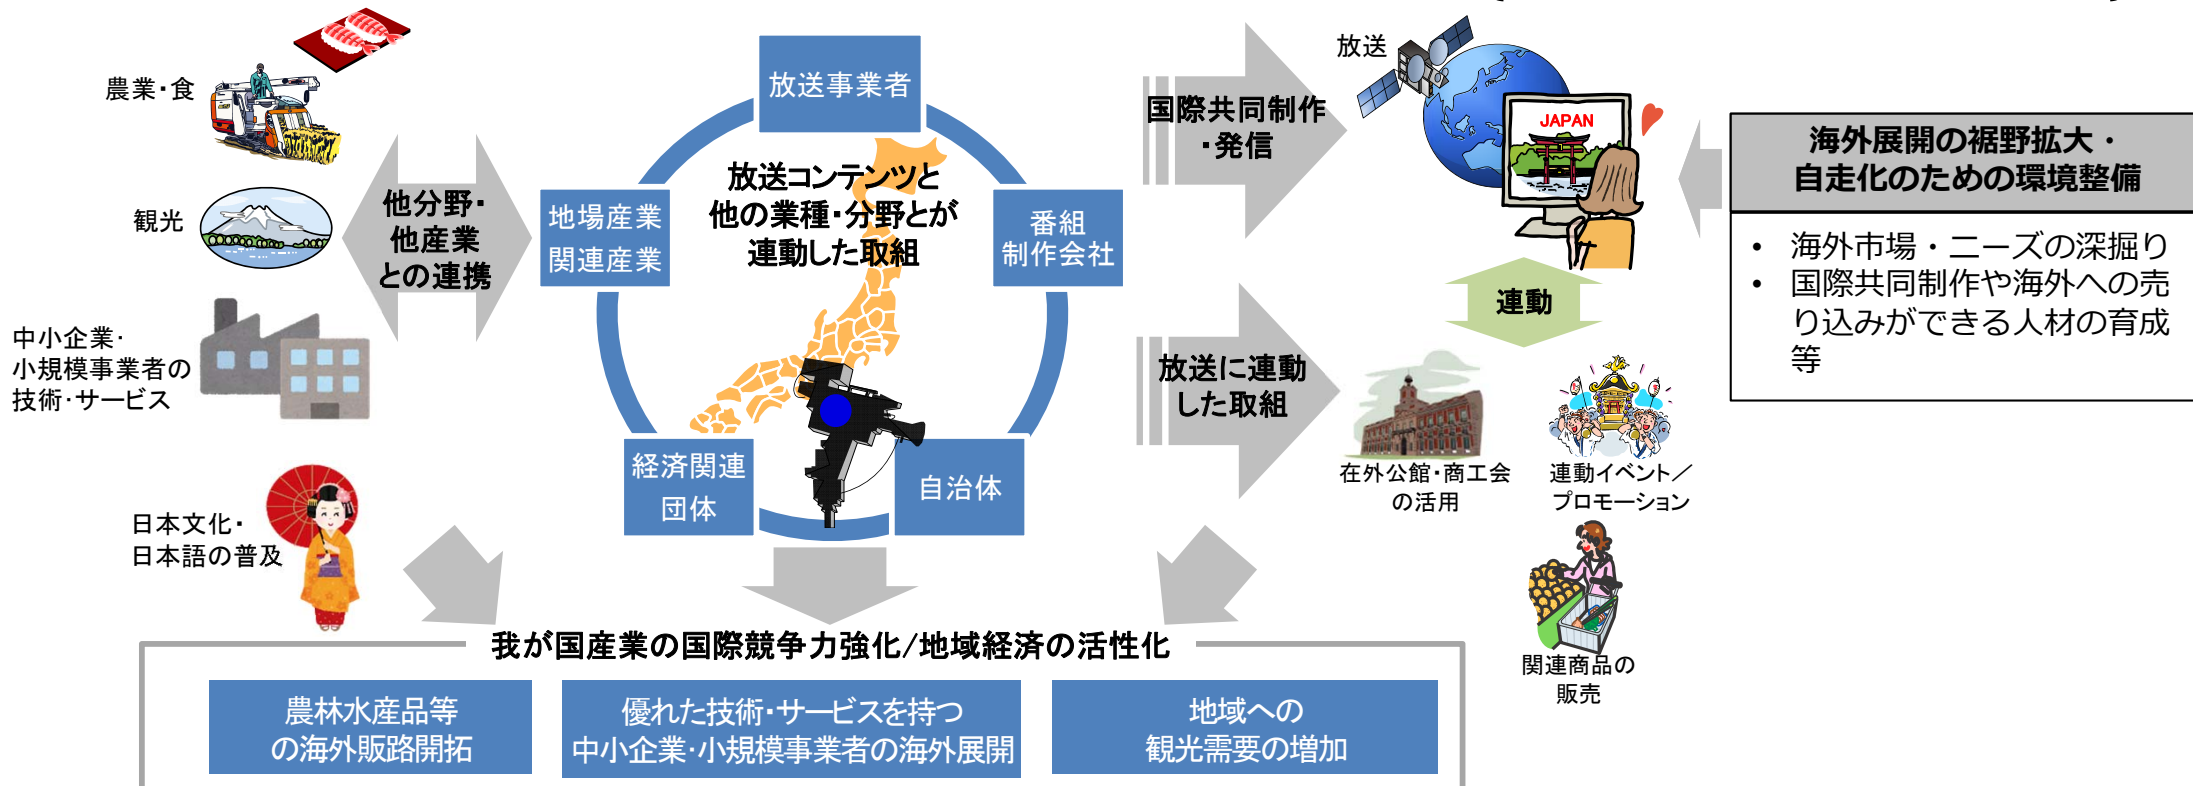 農業・食
観光
中小企業・
小規模事業者の
技術・サービス
日本文化・
日本語の普及
他分野・
他産業
との連携
放送事業者
地場産業
関連産業
放送コンテンツと
他の業種・分野とが
連動した取組
番組
制作会社
経済関連
団体
自治体
国際共同制作
・発信
放送に連動
した取組
放送
JAPAN
連動
在外公館・商工会
の活用
連動イベント／
プロモーション
関連商品の
販売
海外展開の裾野拡大・
自走化のための環境整備
• 海外市場・ニーズの深掘り
• 国際共同制作や海外への売
り込みができる人材の育成
等
我が国産業の国際競争力強化/地域経済の活性化
農林水産品等
の海外販路開拓
優れた技術・サービスを持つ
中小企業・小規模事業者の海外展開
地域への
観光需要の増加